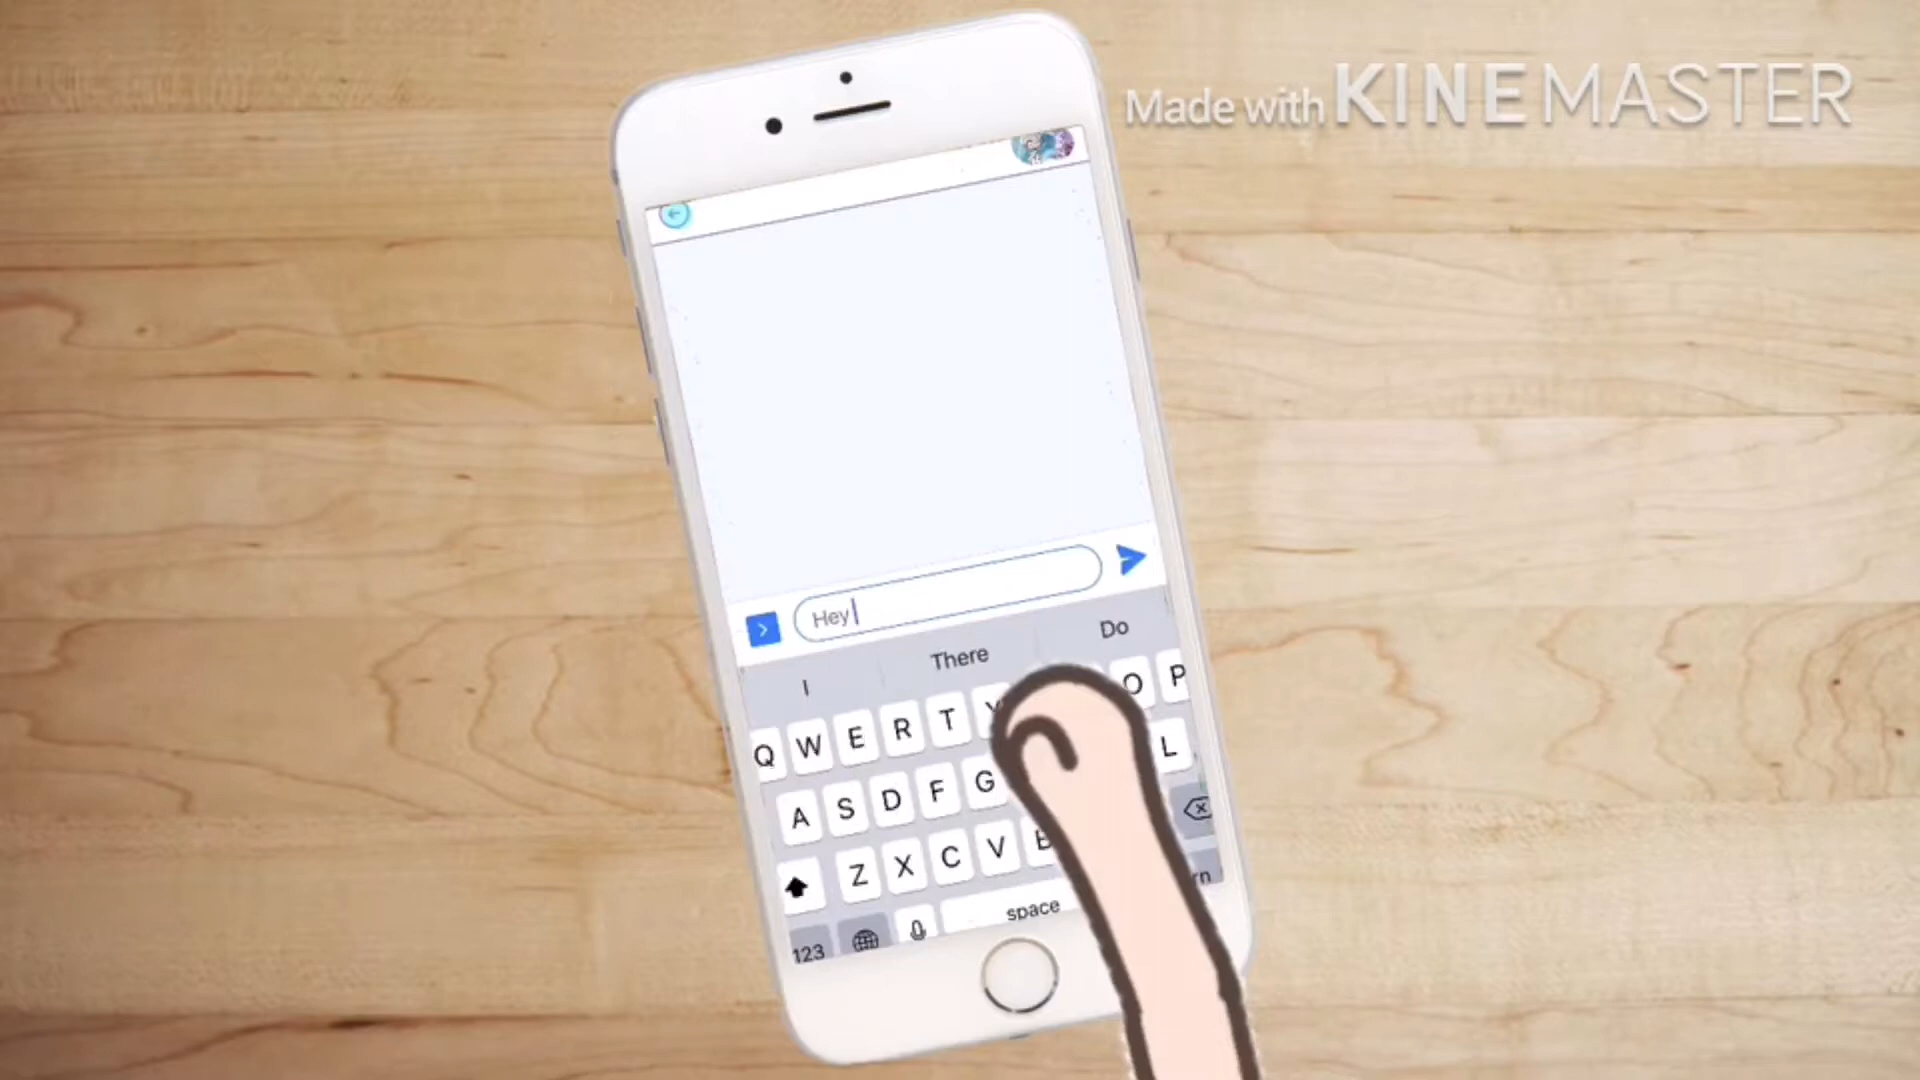 Made with KINEMASTER
Hey
I There Do
Q W E R T Y O P
A S D F G L
Z X C V B
123 space